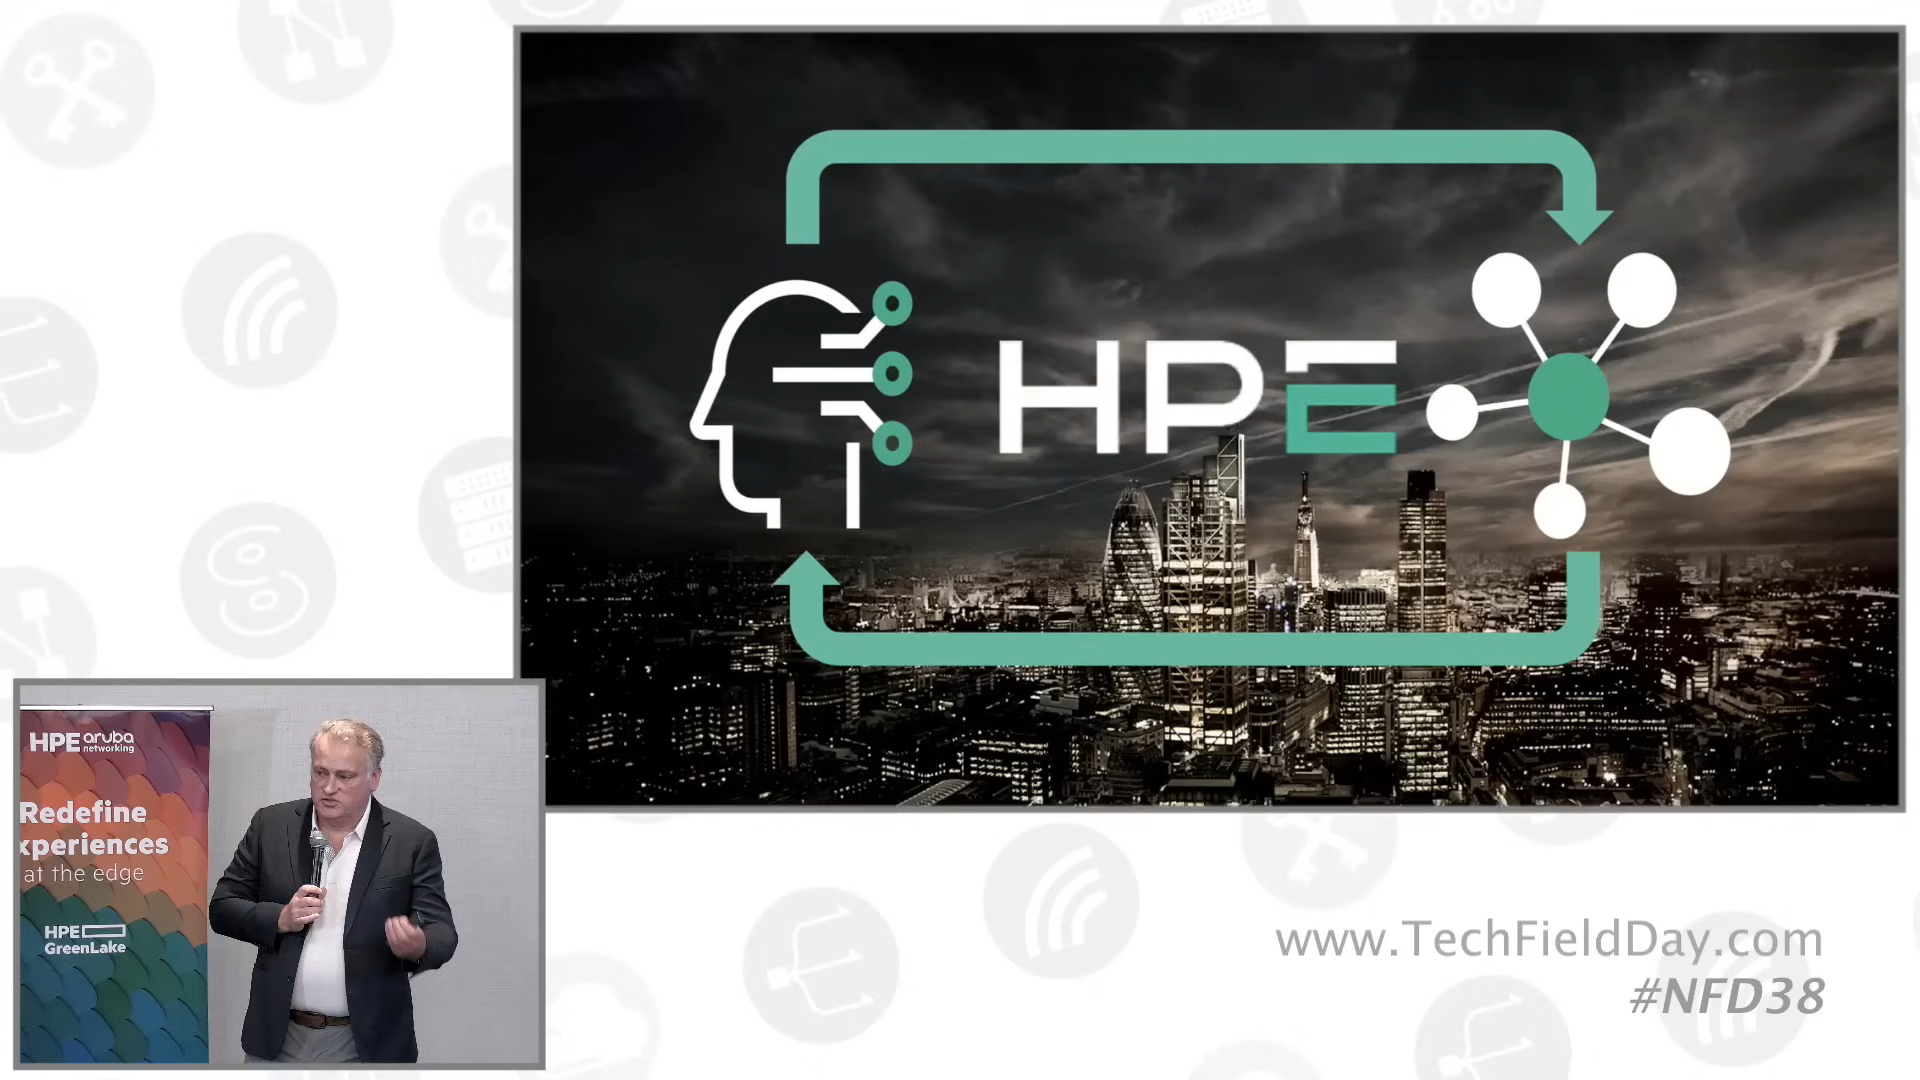 HPE
HPE aruba
networking
Redefine
xperiences
at the edge
HPE
GreenLake
www.TechFieldDay.com
#NFD38